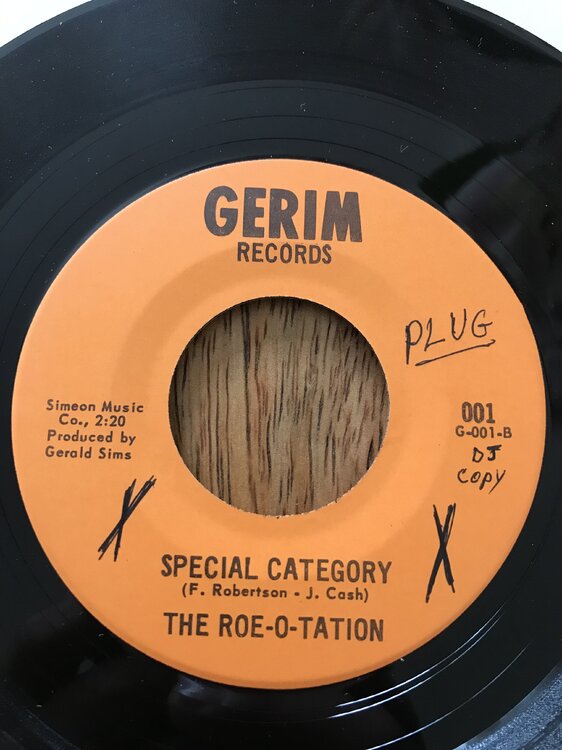 GERIM
RECORDS
PLUG
Simeon Music
Co., 2:20
Produced by
Gerald Sims
001
G-001-B
DJ
Copy
X
X
SPECIAL CATEGORY
(F. Robertson - J. Cash)
THE ROE-O-TATION